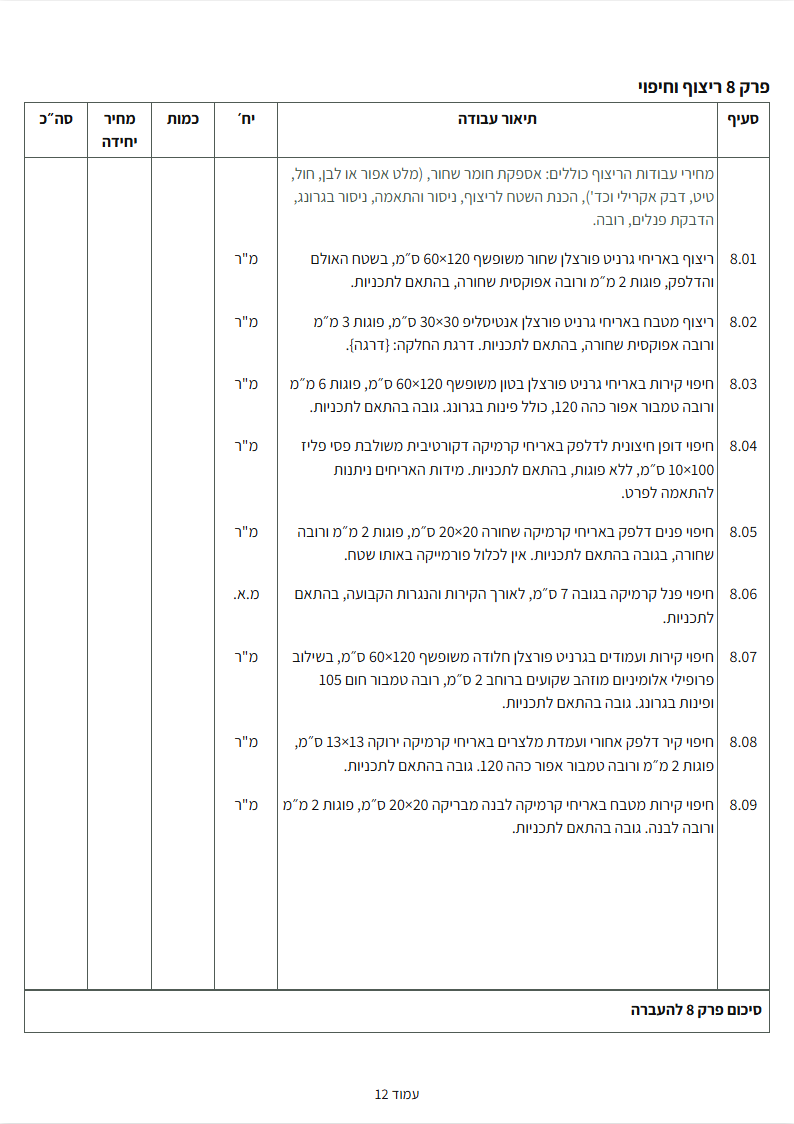 פרק 8 ריצוף וחיפוי
סעיף תיאור עבודה יח׳ כמות מחיר יחידה סה״כ
מחירי עבודות הריצוף כוללים: אספקת חומר שחור, (מלט אפור או לבן, חול,
טיט, דבק אקרילי וכד'), הכנת השטח לריצוף, ניסור והתאמה, ניסור בגרונג,
הדבקת פנלים, רובה.
8.01 ריצוף באריחי גרניט פורצלן שחור משופשף 60×120 ס״מ, בשטח האולם מ"ר
והדלפק, פוגות 2 מ״מ ורובה אפוקסית שחורה, בהתאם לתכניות.
8.02 ריצוף מטבח באריחי גרניט פורצלן אנטיסליפ 30×30 ס״מ, פוגות 3 מ״מ מ"ר
ורובה אפוקסית שחורה, בהתאם לתכניות. דרגת החלקה: {דרגה}.
8.03 חיפוי קירות באריחי גרניט פורצלן בטון משופשף 60×120 ס״מ, פוגות 6 מ״מ מ"ר
ורובה טמבור אפור כהה 120, כולל פינות בגרונג. גובה בהתאם לתכניות.
8.04 חיפוי דופן חיצונית לדלפק באריחי קרמיקה דקורטיבית משולבת פסי פליז מ"ר
10×100 ס״מ, ללא פוגות, בהתאם לתכניות. מידות האריחים ניתנות
להתאמה לפרט.
8.05 חיפוי פנים דלפק באריחי קרמיקה שחורה 20×20 ס״מ, פוגות 2 מ״מ ורובה מ"ר
שחורה, בגובה בהתאם לתכניות. אין לכלול פורמייקה באותו שטח.
8.06 חיפוי פנל קרמיקה בגובה 7 ס״מ, לאורך הקירות והנגרות הקבועה, בהתאם מ.א.
לתכניות.
8.07 חיפוי קירות ועמודים בגרניט פורצלן חלודה משופשף 60×120 ס״מ, בשילוב מ"ר
פרופילי אלומיניום מוזהב שקועים ברוחב 2 ס״מ, רובה טמבור חום 105
ופינות בגרונג. גובה בהתאם לתכניות.
8.08 חיפוי קיר דלפק אחורי ועמדת מלצרים באריחי קרמיקה ירוקה 13×13 ס״מ, מ"ר
פוגות 2 מ״מ ורובה טמבור אפור כהה 120. גובה בהתאם לתכניות.
8.09 חיפוי קירות מטבח באריחי קרמיקה לבנה מבריקה 20×20 ס״מ, פוגות 2 מ״מ מ"ר
ורובה לבנה. גובה בהתאם לתכניות.
סיכום פרק 8 להעברה
עמוד 12